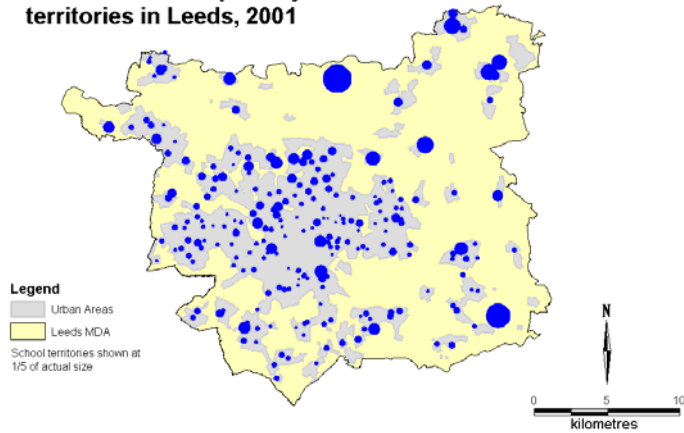 territories in Leeds, 2001
Legend
Urban Areas
Leeds MDA
School territories shown at
1/5 of actual size
N
0 5 10
kilometres